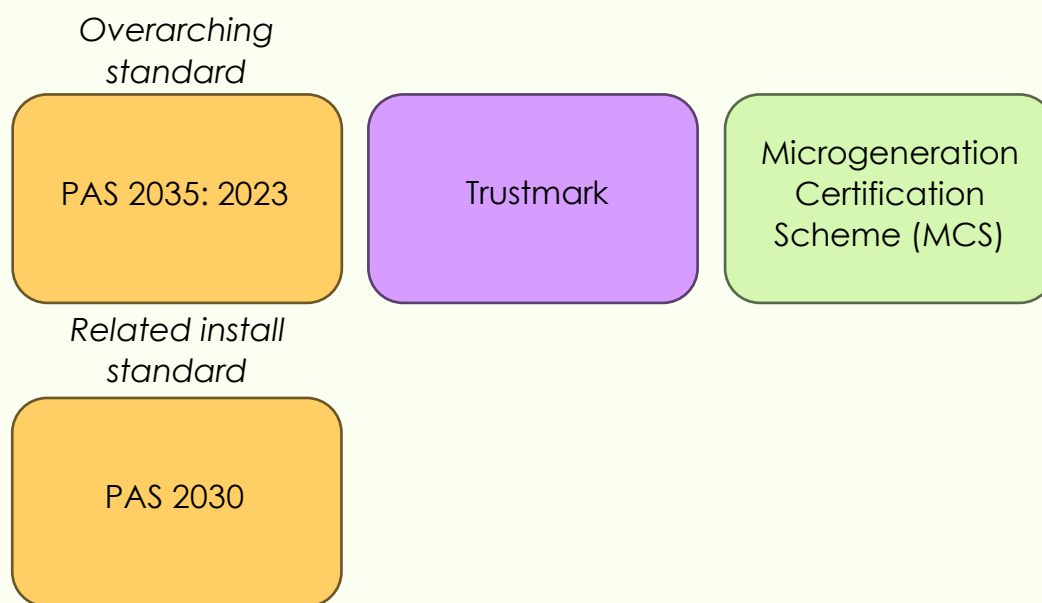 Overarching
standard
PAS 2035: 2023
Trustmark
Microgeneration
Certification
Scheme (MCS)
Related install
standard
PAS 2030